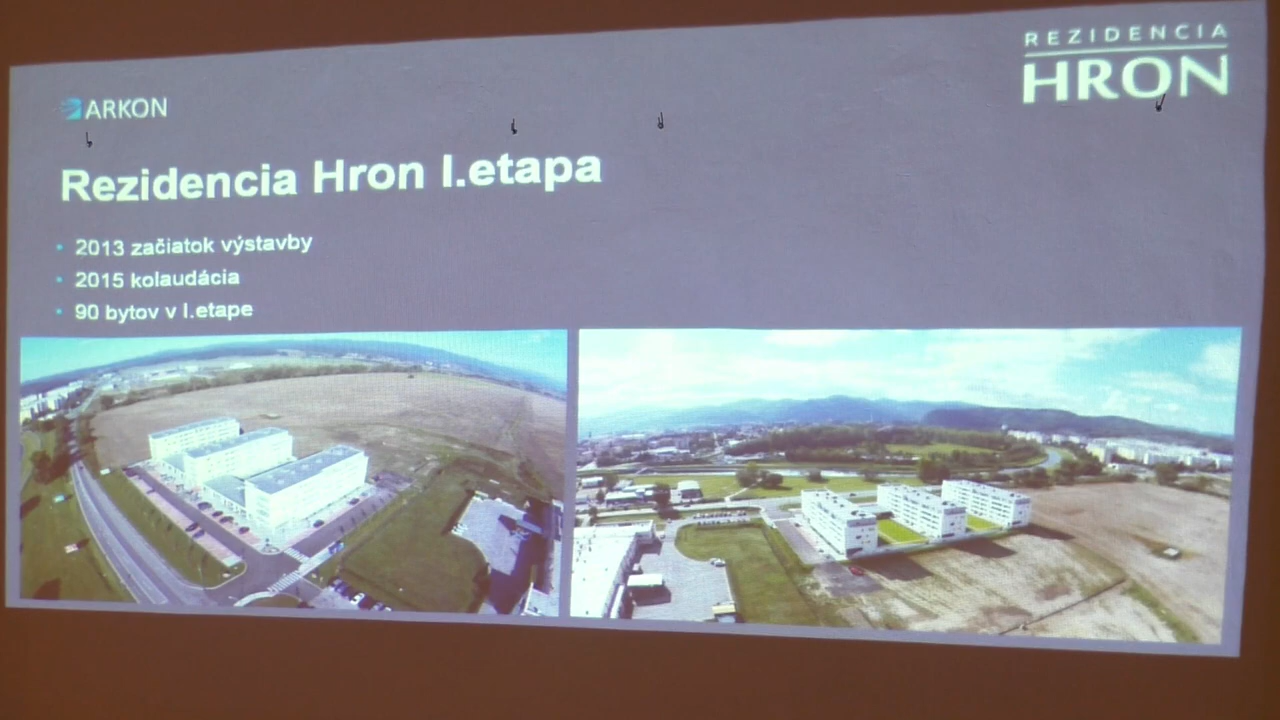 REZIDENCIA
HRON
ARKON
Rezidencia Hron I.etapa
• 2013 začiatok výstavby
• 2015 kolaudácia
• 90 bytov v I.etape